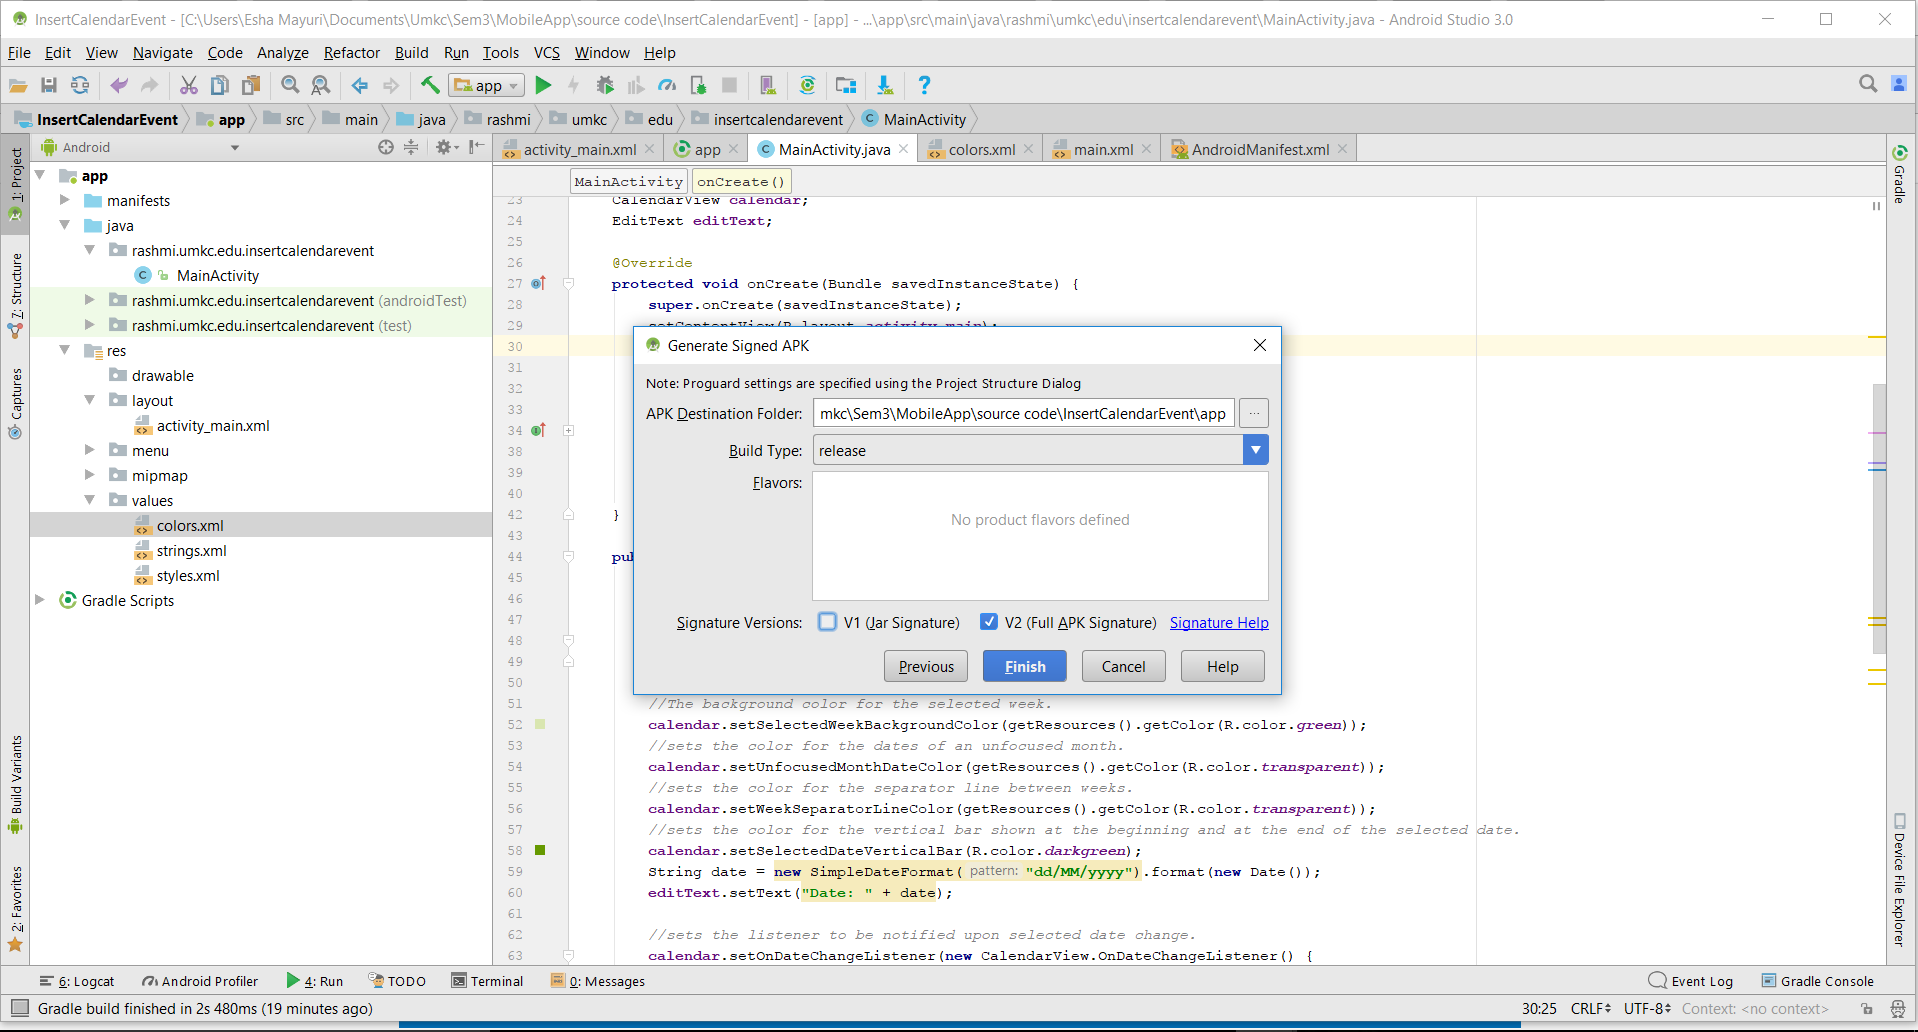 InsertCalendarEvent - [C:\Users\Esha Mayuri\Documents\Umkc\Sem3\MobileApp\source code\InsertCalendarEvent] - [app] - ...\app\src\main\java\rashmi\umkc\edu\insertcalendarevent\MainActivity.java - Android Studio 3.0
File Edit View Navigate Code Analyze Refactor Build Run Tools VCS Window Help
app
InsertCalendarEvent app src main java rashmi umkc edu insertcalendarevent MainActivity
Android
activity_main.xml app MainActivity.java colors.xml main.xml AndroidManifest.xml
MainActivity onCreate()
1: Project
7: Structure
Captures
Build Variants
2: Favorites
app
manifests
java
rashmi.umkc.edu.insertcalendarevent
MainActivity
rashmi.umkc.edu.insertcalendarevent (androidTest)
rashmi.umkc.edu.insertcalendarevent (test)
res
drawable
layout
activity_main.xml
menu
mipmap
values
colors.xml
strings.xml
styles.xml
Gradle Scripts
23 CalendarView calendar;
24 EditText editText;
25
26 @Override
27 protected void onCreate(Bundle savedInstanceState) {
28 super.onCreate(savedInstanceState);
29 setContentView(R.layout.activity_main);
30
31
32
33
34
38
39
40
42 }
43
44 pu
45
46
47
48
49
50
51 //The background color for the selected week.
52 calendar.setSelectedWeekBackgroundColor(getResources().getColor(R.color.green));
53 //sets the color for the dates of an unfocused month.
54 calendar.setUnfocusedMonthDateColor(getResources().getColor(R.color.transparent));
55 //sets the color for the separator line between weeks.
56 calendar.setWeekSeparatorLineColor(getResources().getColor(R.color.transparent));
57 //sets the color for the vertical bar shown at the beginning and at the end of the selected date.
58 calendar.setSelectedDateVerticalBar(R.color.darkgreen);
59 String date = new SimpleDateFormat( pattern: "dd/MM/yyyy").format(new Date());
60 editText.setText("Date: " + date);
61
62 //sets the listener to be notified upon selected date change.
63 calendar.setOnDateChangeListener(new CalendarView.OnDateChangeListener() {
Generate Signed APK
Note: Proguard settings are specified using the Project Structure Dialog
APK Destination Folder: mkc\Sem3\MobileApp\source code\InsertCalendarEvent\app ...
Build Type: release
Flavors:
No product flavors defined
Signature Versions: V1 (Jar Signature) V2 (Full APK Signature) Signature Help
Previous Finish Cancel Help
Gradle
Device File Explorer
6: Logcat Android Profiler 4: Run TODO Terminal 0: Messages Event Log Gradle Console
Gradle build finished in 2s 480ms (19 minutes ago) 30:25 CRLF UTF-8 Context: <no context>